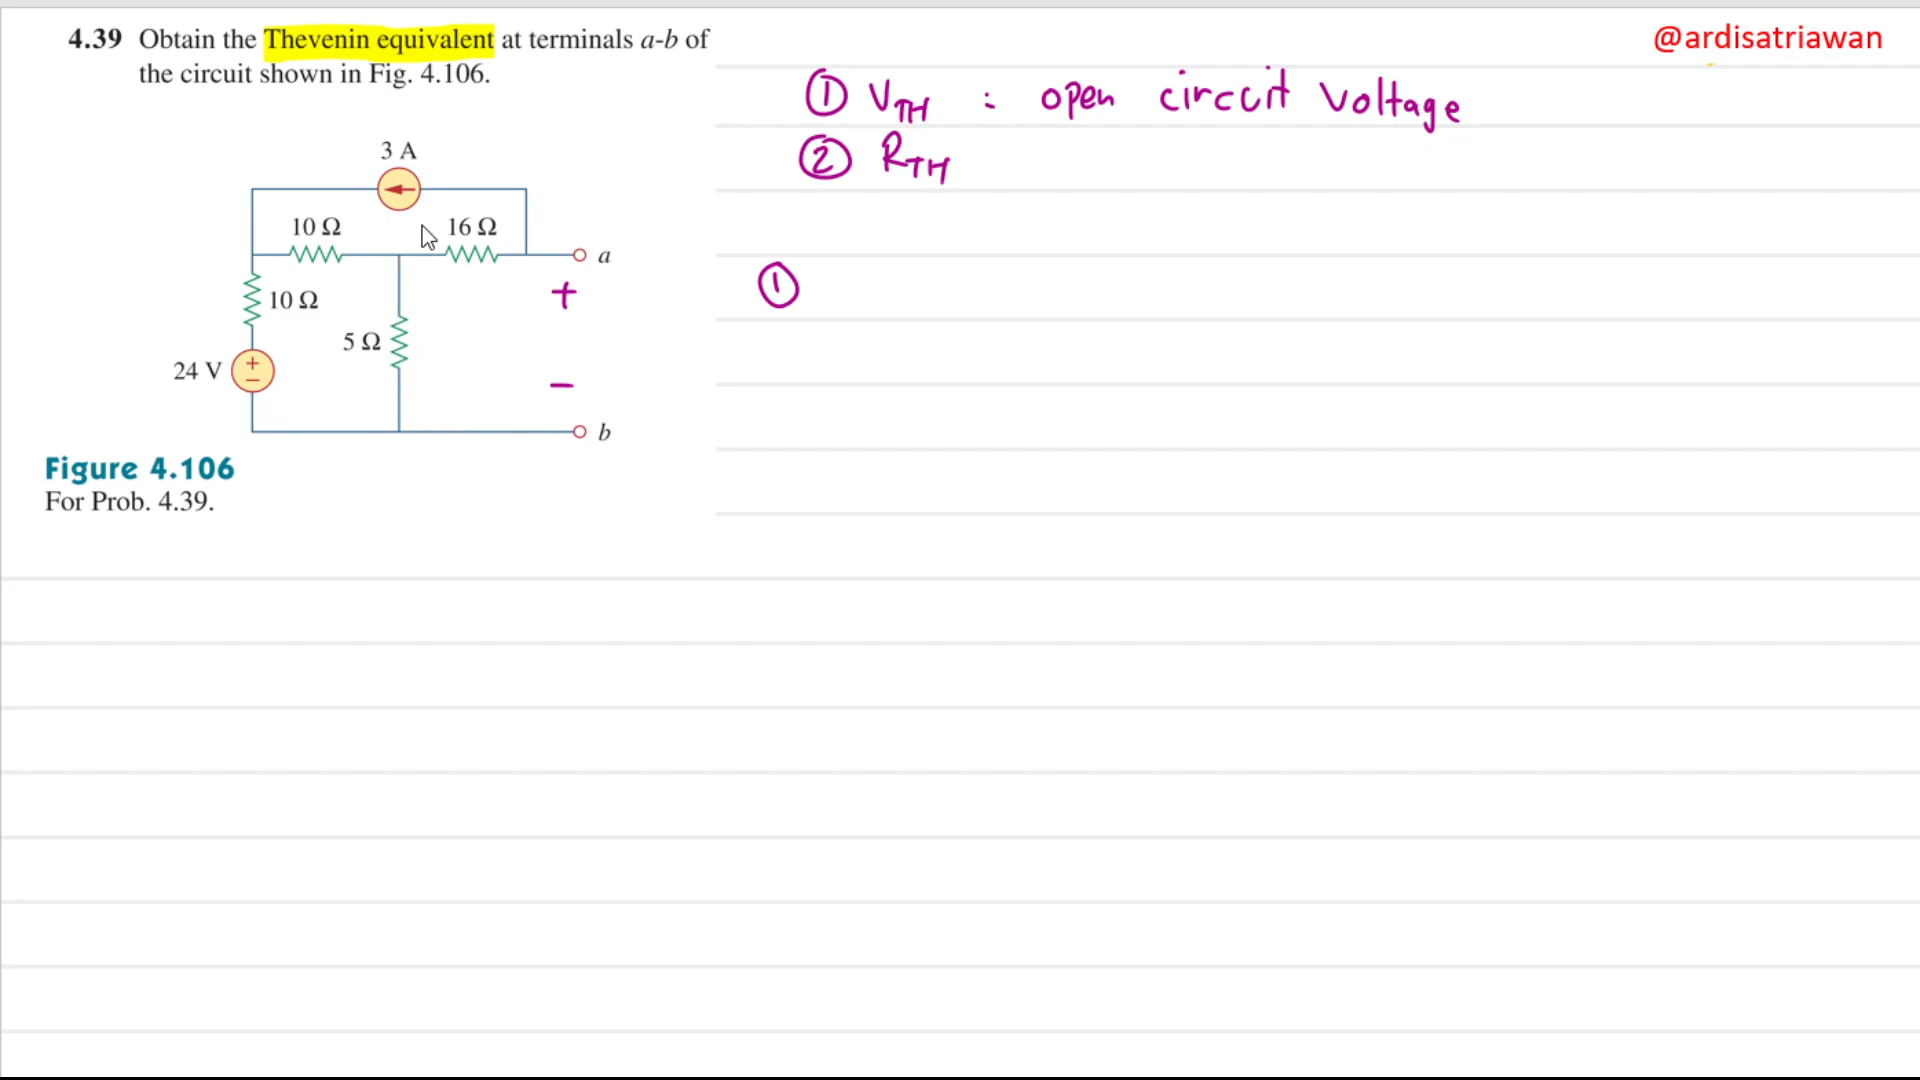 4.39 Obtain the Thevenin equivalent at terminals a-b of
the circuit shown in Fig. 4.106.
@ardisatriawan
① VTH : open circuit Voltage
② RTH
3 A
10 Ω
16 Ω
a
①
+
10 Ω
5 Ω
24 V
+
−
−
b
Figure 4.106
For Prob. 4.39.